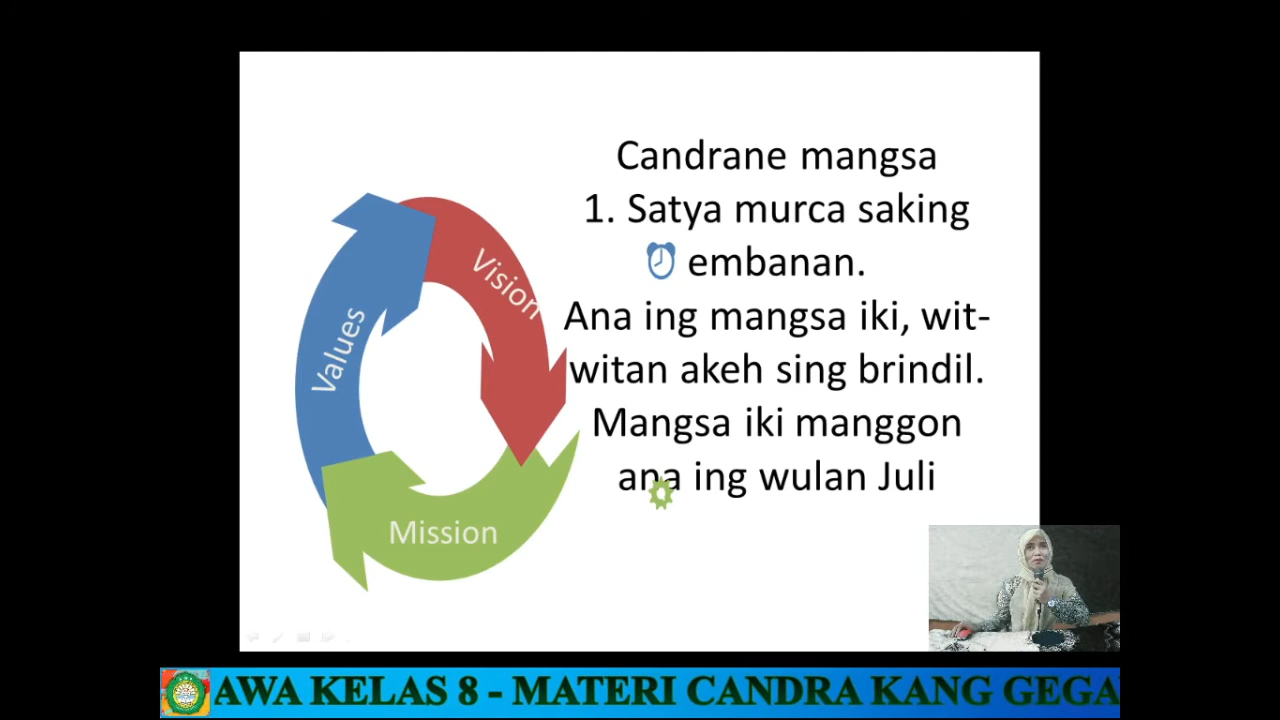 Candrane mangsa
1. Satya murca saking
embanan.
Ana ing mangsa iki, wit-
witan akeh sing brindil.
Mangsa iki manggon
ana ing wulan Juli
Vision
Values
Mission
AWA KELAS 8 - MATERI CANDRA KANG GEGA